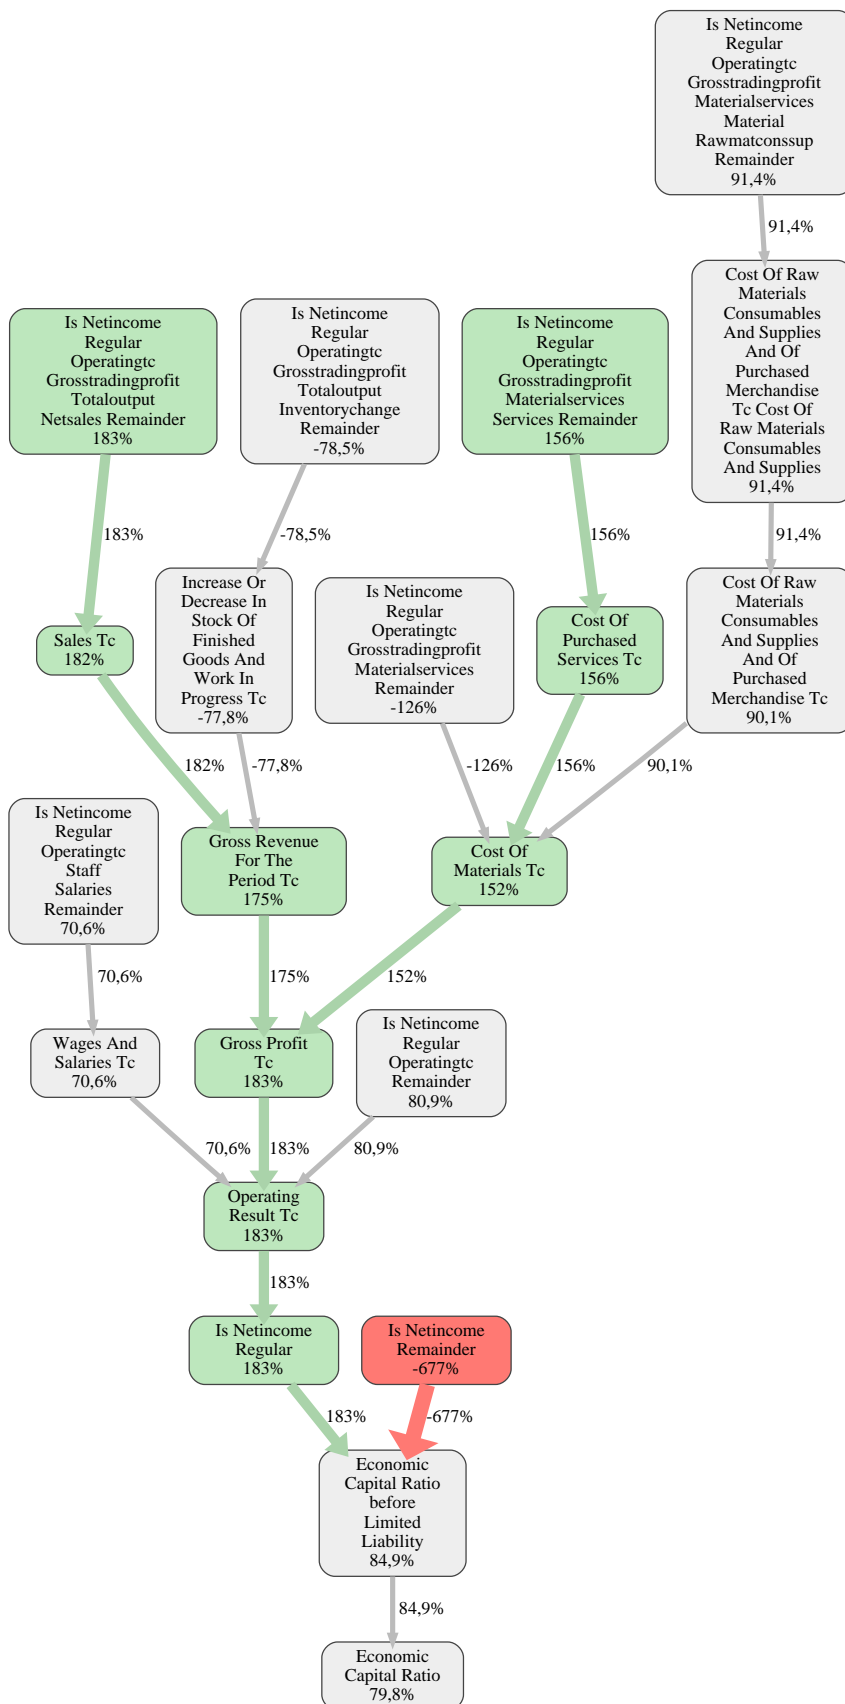 Is Netincome
Regular
Operatingtc
Grosstradingprofit
Materialservices
Material
Rawmatconssup
Remainder
91,4%
91,4%
Cost Of Raw
Materials
Consumables
And Supplies
And Of
Purchased
Merchandise
Tc Cost Of
Raw Materials
Consumables
And Supplies
91,4%
Is Netincome
Regular
Operatingtc
Grosstradingprofit
Totaloutput
Netsales Remainder
183%
Is Netincome
Regular
Operatingtc
Grosstradingprofit
Totaloutput
Inventorychange
Remainder
-78,5%
Is Netincome
Regular
Operatingtc
Grosstradingprofit
Materialservices
Services Remainder
156%
183%
-78,5%
156%
91,4%
Sales Tc
182%
Increase Or
Decrease In
Stock Of
Finished
Goods And
Work In
Progress Tc
-77,8%
Is Netincome
Regular
Operatingtc
Grosstradingprofit
Materialservices
Remainder
-126%
Cost Of
Purchased
Services Tc
156%
Cost Of Raw
Materials
Consumables
And Supplies
And Of
Purchased
Merchandise Tc
90,1%
182%
-77,8%
-126%
156%
90,1%
Is Netincome
Regular
Operatingtc
Staff
Salaries
Remainder
70,6%
Gross Revenue
For The
Period Tc
175%
Cost Of
Materials Tc
152%
70,6%
175%
152%
Wages And
Salaries Tc
70,6%
Gross Profit
Tc
183%
Is Netincome
Regular
Operatingtc
Remainder
80,9%
70,6%
183%
80,9%
Operating
Result Tc
183%
183%
Is Netincome
Regular
183%
Is Netincome
Remainder
-677%
183%
-677%
Economic
Capital Ratio
before
Limited
Liability
84,9%
84,9%
Economic
Capital Ratio
79,8%